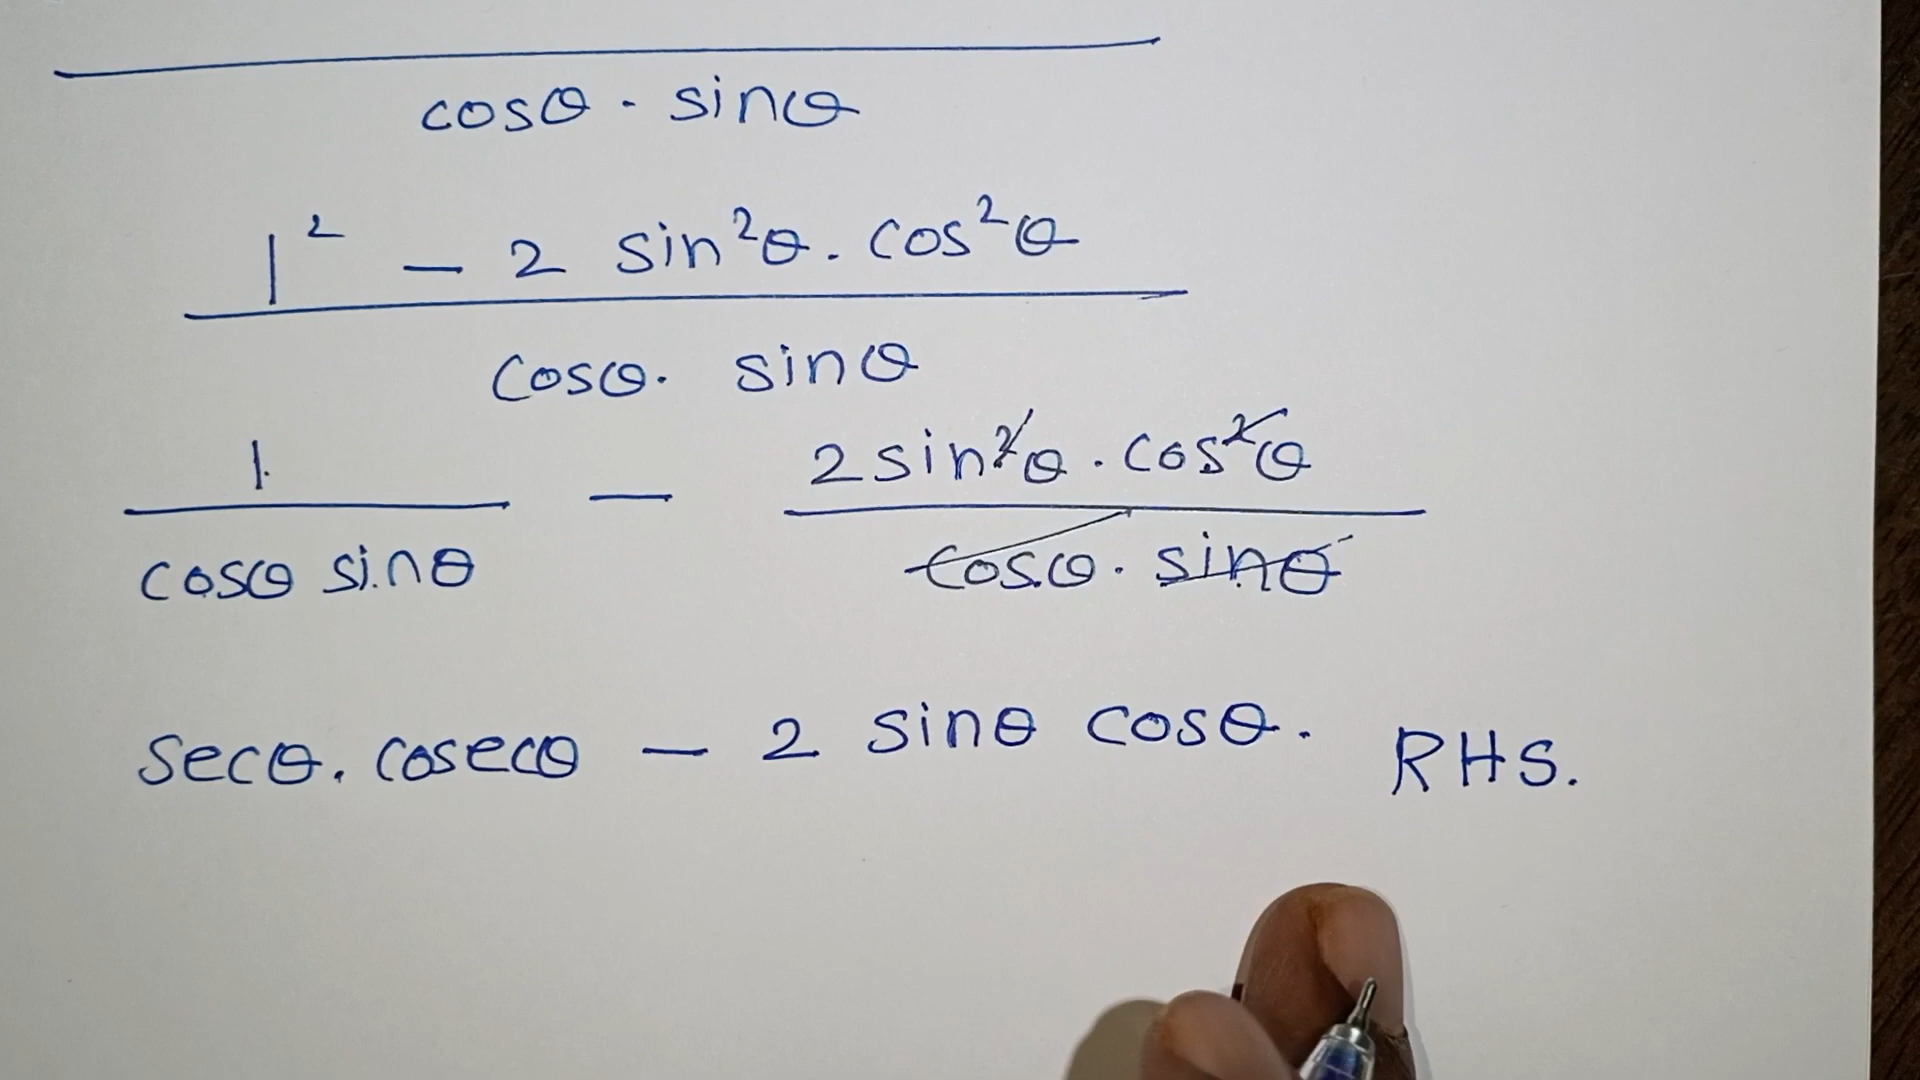 cosθ . sinθ
1² - 2 sin²θ . cos²θ
cosθ . sinθ
1 - 2sin²θ . cos²θ
cosθ sinθ cosθ . sinθ
secθ . cosecθ - 2 sinθ cosθ . RHS.